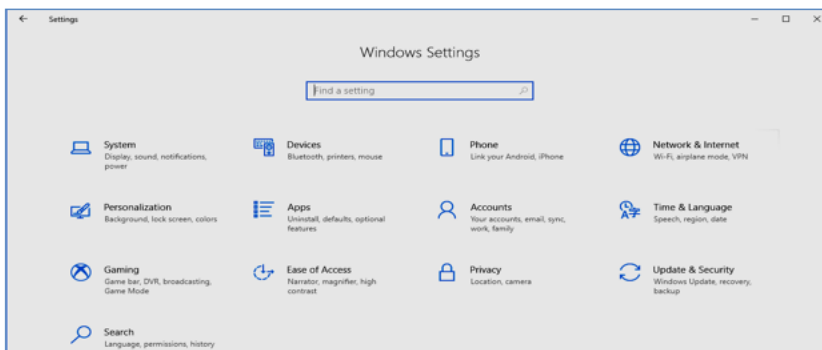 Settings
Windows Settings
Find a setting
System
Display, sound, notifications,
power
Devices
Bluetooth, printers, mouse
Phone
Link your Android, iPhone
Network & Internet
Wi-Fi, airplane mode, VPN
Personalization
Background, lock screen, colors
Apps
Uninstall, defaults, optional
features
Accounts
Your accounts, email, sync,
work, family
Time & Language
Speech, region, date
Gaming
Game bar, DVR, broadcasting,
Game Mode
Ease of Access
Narrator, magnifier, high
contrast
Privacy
Location, camera
Update & Security
Windows Update, recovery,
backup
Search
Language, permissions, history